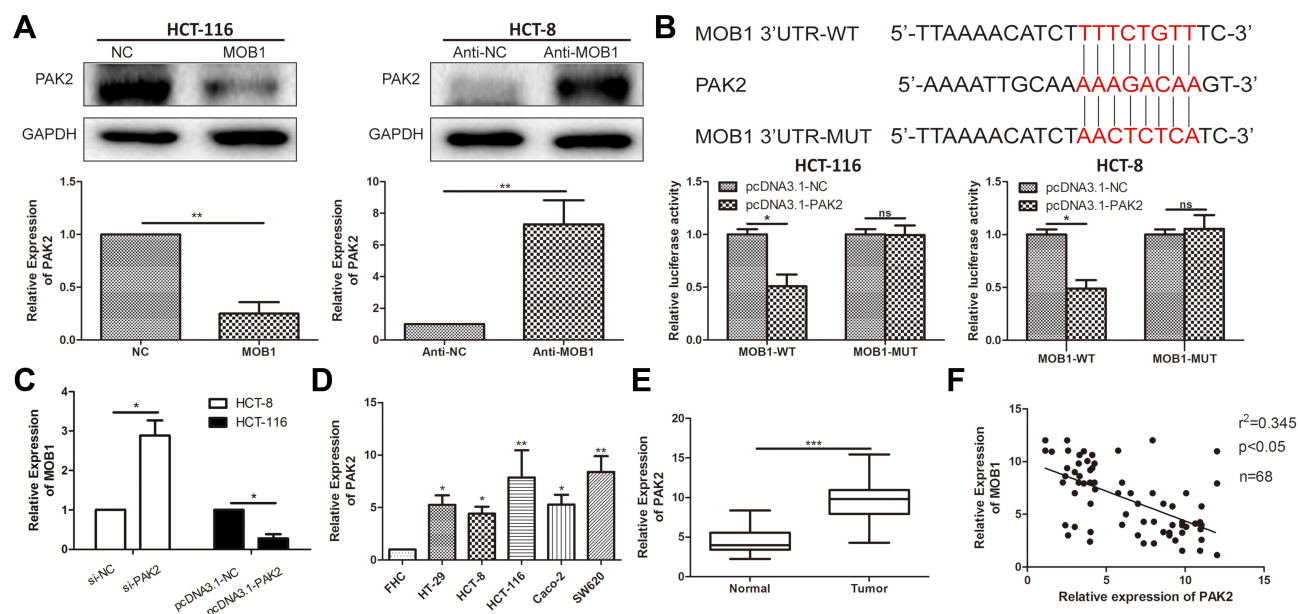 A
HCT-116
NC MOB1
PAK2
GAPDH
Relative Expression
of PAK2
1.5
1.0
0.5
0.0
NC MOB1
**
HCT-8
Anti-NC Anti-MOB1
PAK2
GAPDH
Relative Expression
of PAK2
10
8
6
4
2
0
Anti-NC Anti-MOB1
**
B
MOB1 3'UTR-WT 5'-TTAAAACATCTTTTCTGTTTC-3'
PAK2 5'-AAAATTGCAAAAAGACAAGT-3'
MOB1 3'UTR-MUT 5'-TTAAAACATCTAACTCTCATC-3'
HCT-116
pcDNA3.1-NC
pcDNA3.1-PAK2
Relative luciferase activity
1.5
1.0
0.5
0.0
* ns
MOB1-WT MOB1-MUT
HCT-8
pcDNA3.1-NC
pcDNA3.1-PAK2
Relative luciferase activity
1.5
1.0
0.5
0.0
* ns
MOB1-WT MOB1-MUT
C
Relative Expression
of MOB1
4
3
2
1
0
HCT-8
HCT-116
* *
si-NC si-PAK2 pcDNA3.1-NC pcDNA3.1-PAK2
D
Relative Expression
of PAK2
15
10
5
0
* * ** * **
FHC HT-29 HCT-8 HCT-116 Caco-2 SW620
E
Relative Expression
of PAK2
20
15
10
5
0
***
Normal Tumor
F
Relative Expression
of MOB1
15
10
5
0
0 5 10 15
Relative expression of PAK2
r²=0.345
p<0.05
n=68